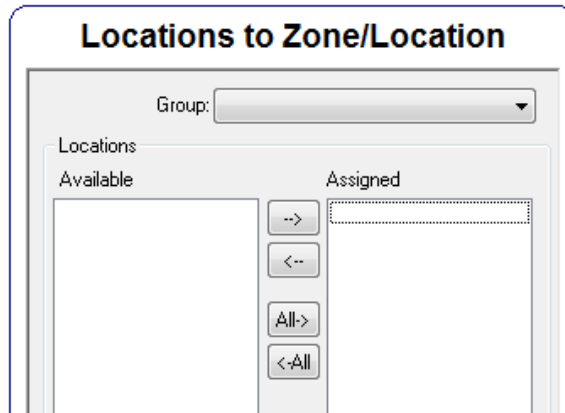 Locations to Zone/Location
Group:
Locations
Available
Assigned
-->
<--
All->
<-All